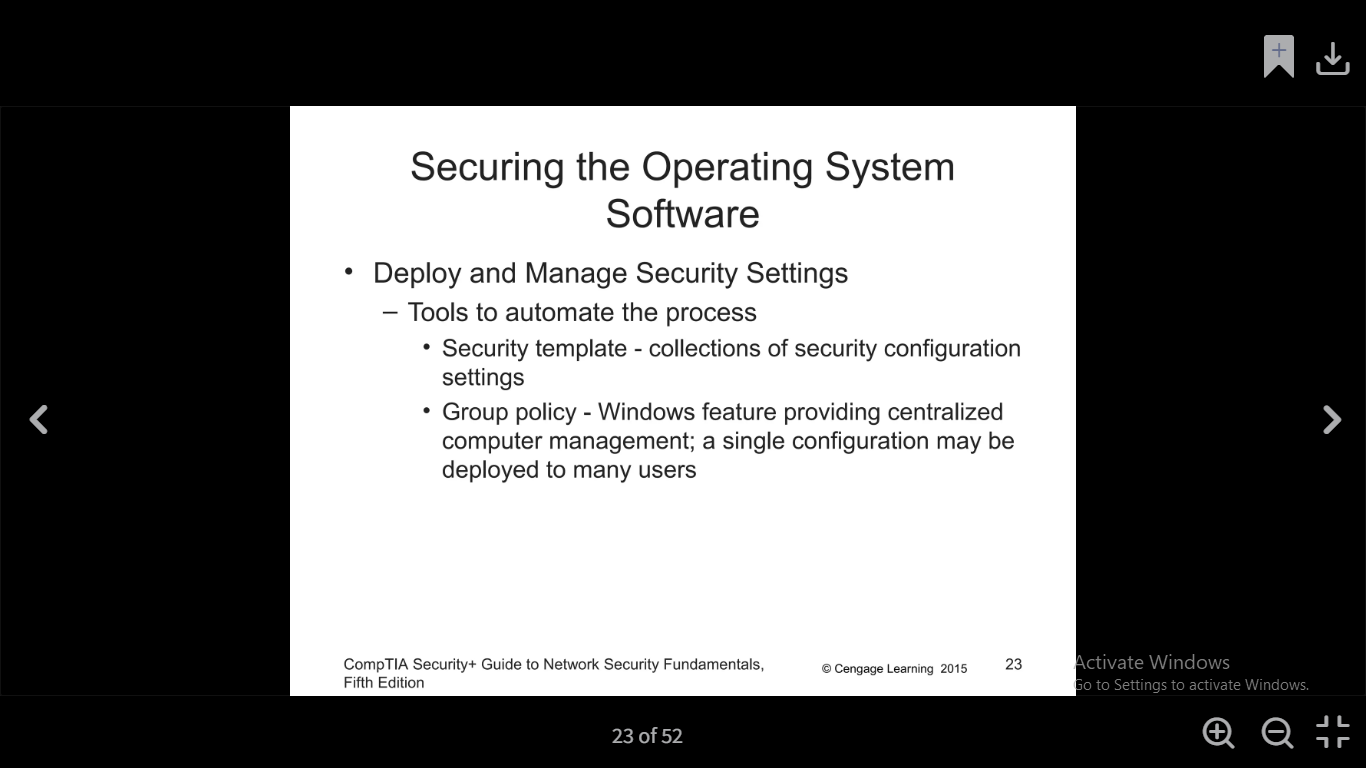 Securing the Operating System
Software
• Deploy and Manage Security Settings
– Tools to automate the process
• Security template - collections of security configuration
settings
• Group policy - Windows feature providing centralized
computer management; a single configuration may be
deployed to many users
CompTIA Security+ Guide to Network Security Fundamentals,
Fifth Edition
© Cengage Learning 2015
23
Activate Windows
Go to Settings to activate Windows.
23 of 52